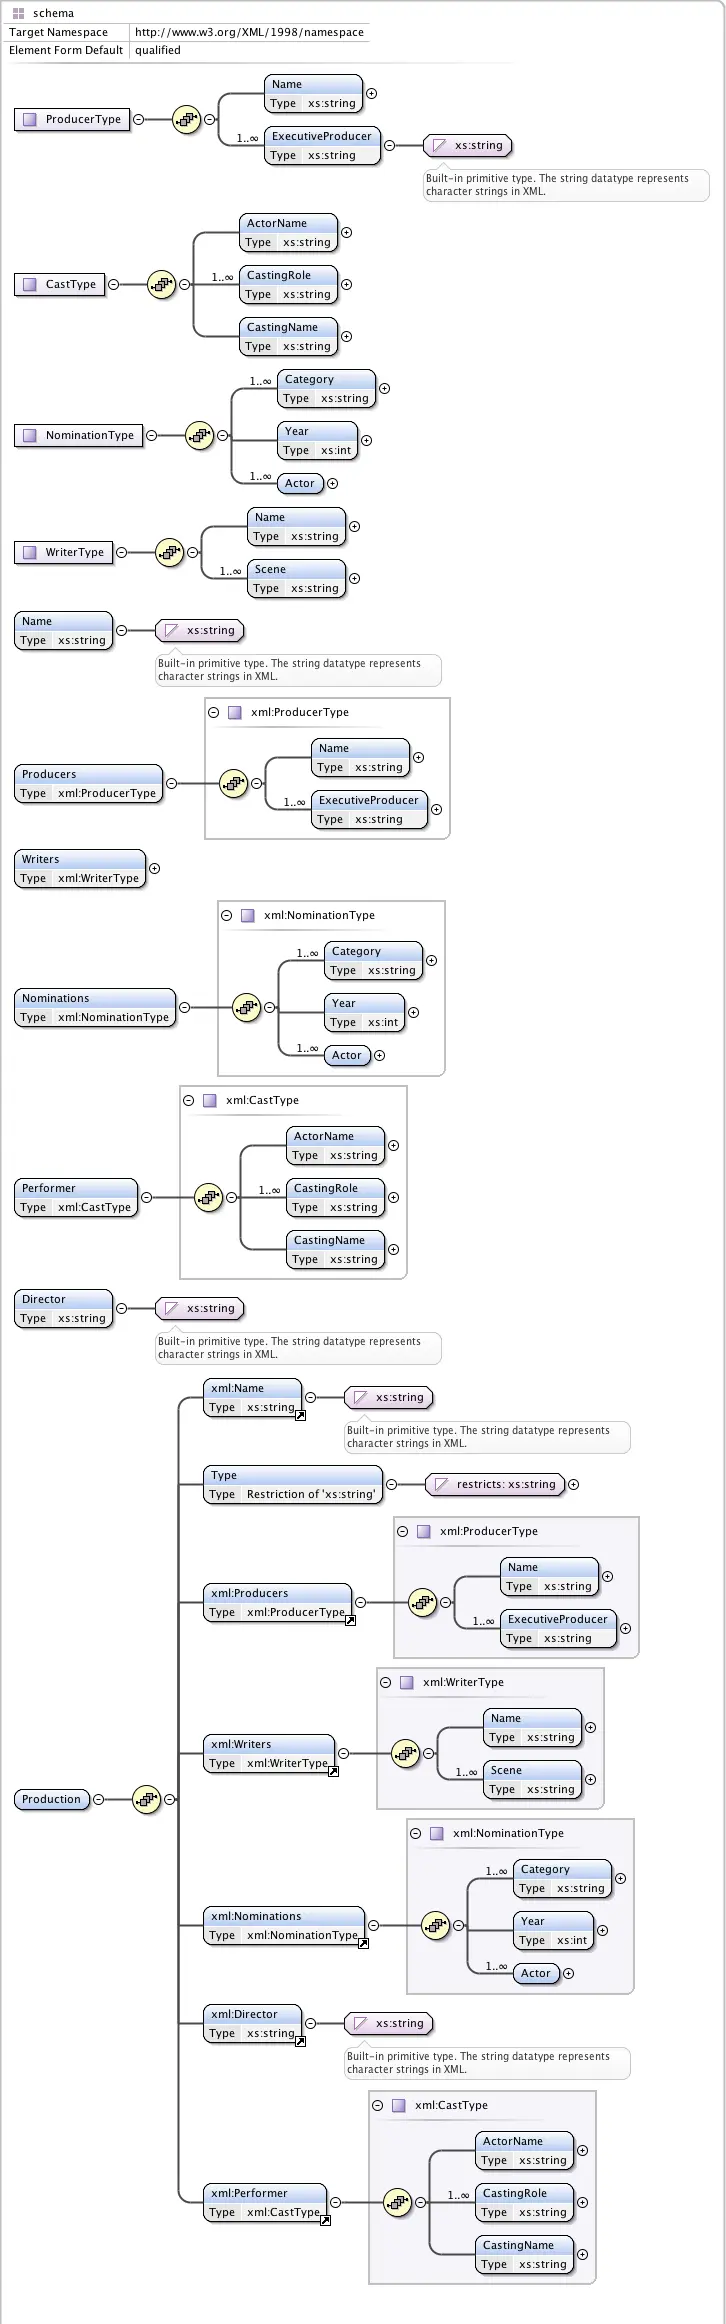 schema
Target Namespace http://www.w3.org/XML/1998/namespace
Element Form Default qualified
ProducerType
Name
Type xs:string
1..∞
ExecutiveProducer
Type xs:string
xs:string
Built-in primitive type. The string datatype represents
character strings in XML.
CastType
ActorName
Type xs:string
1..∞
CastingRole
Type xs:string
CastingName
Type xs:string
NominationType
1..∞
Category
Type xs:string
Year
Type xs:int
1..∞
Actor
WriterType
Name
Type xs:string
1..∞
Scene
Type xs:string
Name
Type xs:string
xs:string
Built-in primitive type. The string datatype represents
character strings in XML.
Producers
Type xml:ProducerType
xml:ProducerType
Name
Type xs:string
1..∞
ExecutiveProducer
Type xs:string
Writers
Type xml:WriterType
Nominations
Type xml:NominationType
xml:NominationType
1..∞
Category
Type xs:string
Year
Type xs:int
1..∞
Actor
Performer
Type xml:CastType
xml:CastType
ActorName
Type xs:string
1..∞
CastingRole
Type xs:string
CastingName
Type xs:string
Director
Type xs:string
xs:string
Built-in primitive type. The string datatype represents
character strings in XML.
Production
xml:Name
Type xs:string
xs:string
Built-in primitive type. The string datatype represents
character strings in XML.
Type
Type Restriction of 'xs:string'
restricts: xs:string
xml:Producers
Type xml:ProducerType
xml:ProducerType
Name
Type xs:string
1..∞
ExecutiveProducer
Type xs:string
xml:Writers
Type xml:WriterType
xml:WriterType
Name
Type xs:string
1..∞
Scene
Type xs:string
xml:Nominations
Type xml:NominationType
xml:NominationType
1..∞
Category
Type xs:string
Year
Type xs:int
1..∞
Actor
xml:Director
Type xs:string
xs:string
Built-in primitive type. The string datatype represents
character strings in XML.
xml:Performer
Type xml:CastType
xml:CastType
ActorName
Type xs:string
1..∞
CastingRole
Type xs:string
CastingName
Type xs:string